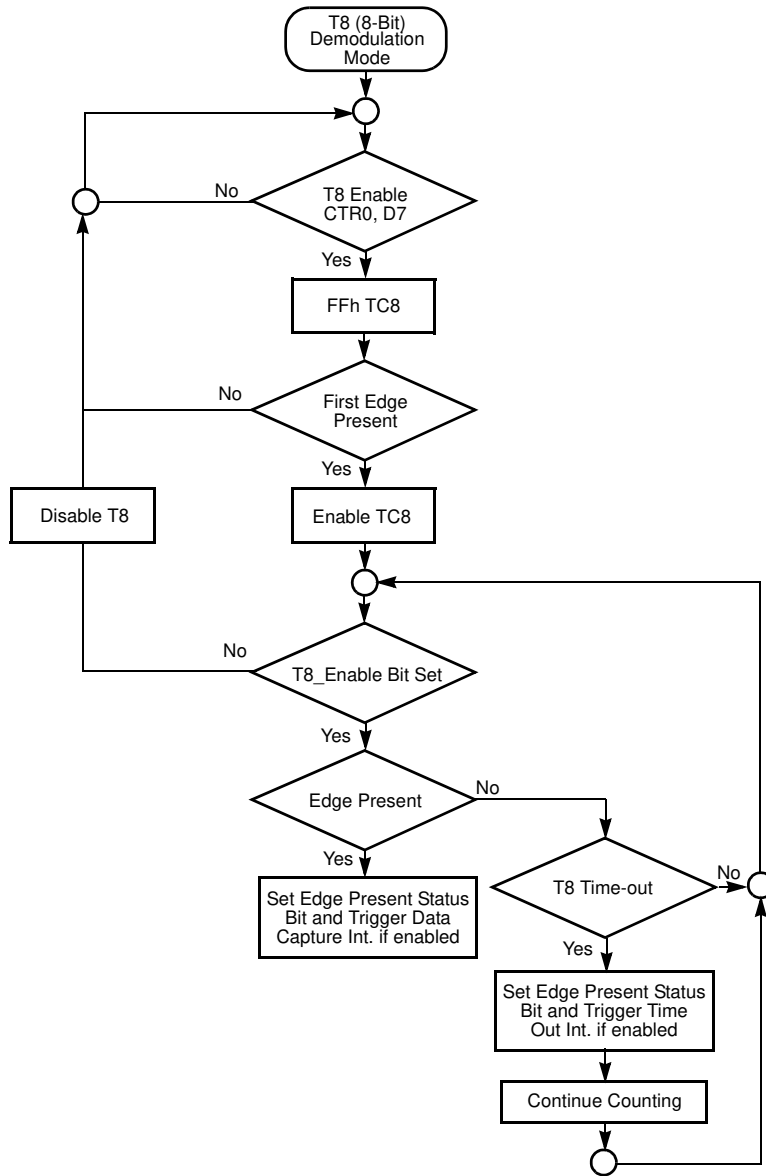 T8 (8-Bit)
Demodulation
Mode
No
T8 Enable
CTR0, D7
Yes
FFh TC8
No
First Edge
Present
Yes
Disable T8
Enable TC8
No
T8_Enable Bit Set
Yes
Edge Present
No
Yes
T8 Time-out
No
Set Edge Present Status
Bit and Trigger Data
Capture Int. if enabled
Yes
Set Edge Present Status
Bit and Trigger Time
Out Int. if enabled
Continue Counting